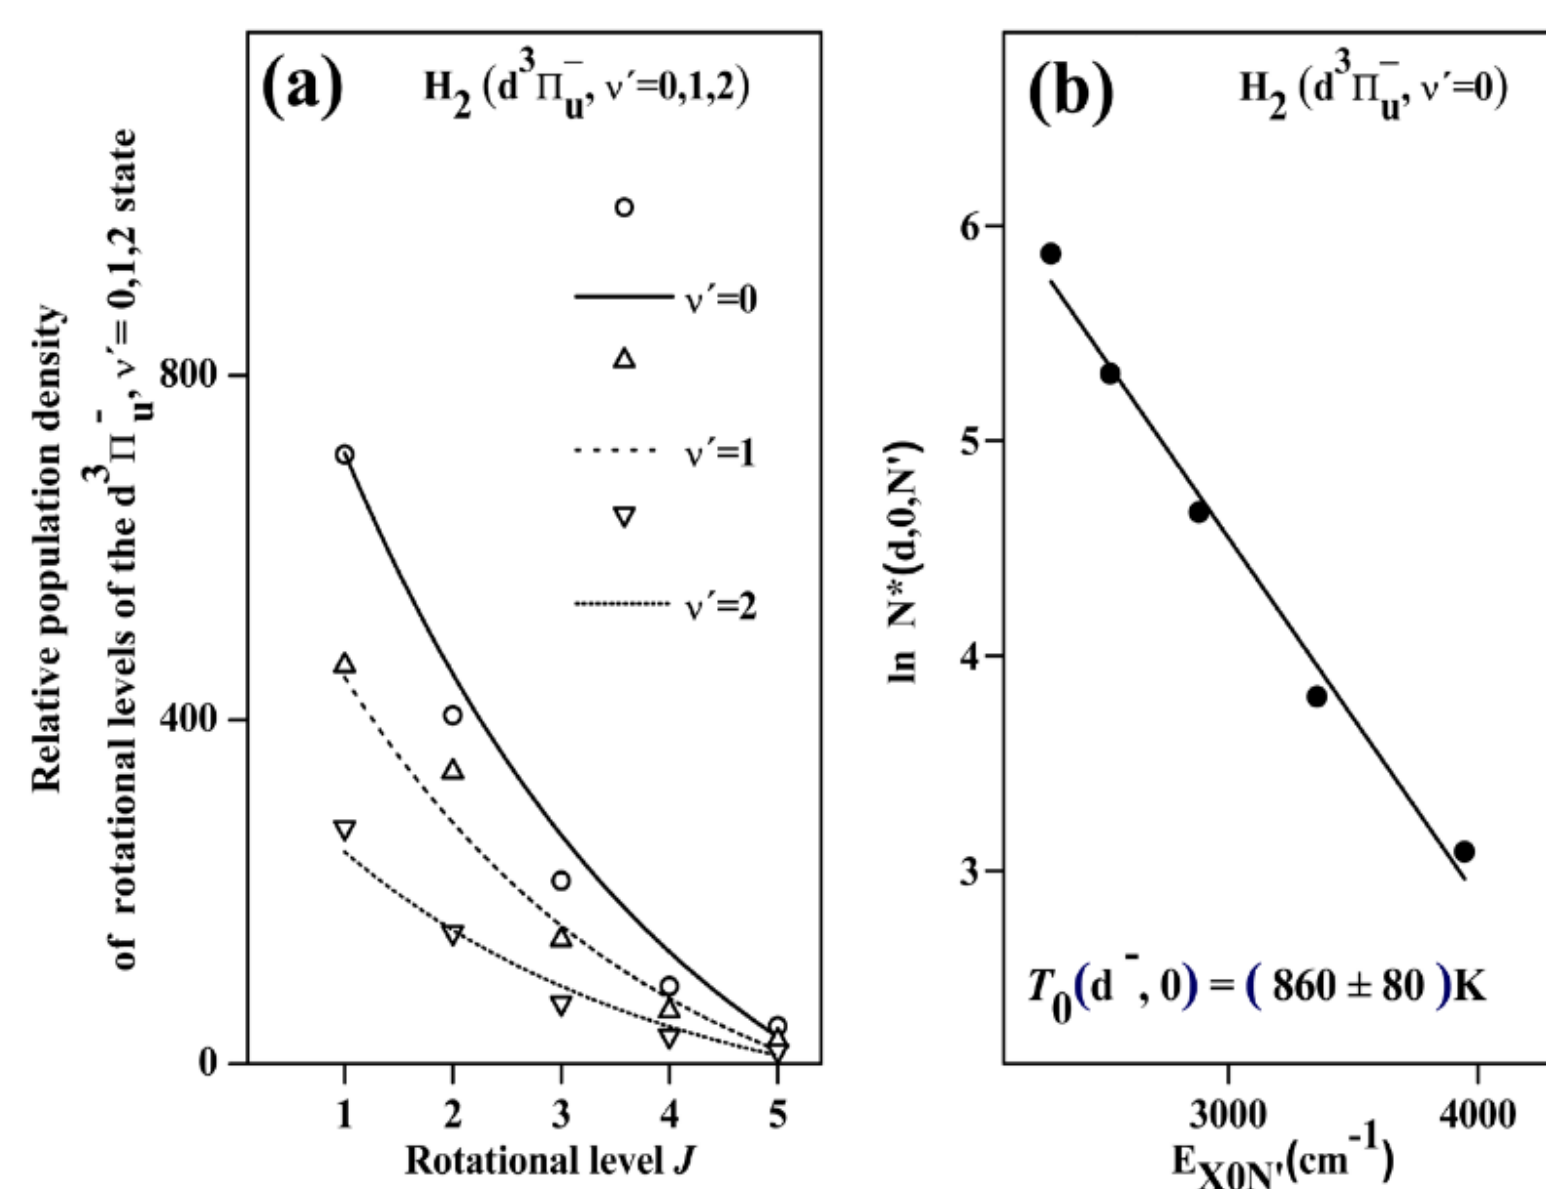 (a)
H₂ (d³Π⁻ᵤ, ν´=0,1,2)
ν´=0
ν´=1
ν´=2
Relative population density
of rotational levels of the d³Π⁻ᵤ, ν´= 0,1,2 state
800
400
0
1 2 3 4 5
Rotational level J
(b)
H₂ (d³Π⁻ᵤ, ν´=0)
ln N*(d,0,N')
6
5
4
3
T₀(d⁻, 0) = ( 860 ± 80 )K
3000 4000
E_X0N'(cm⁻¹)